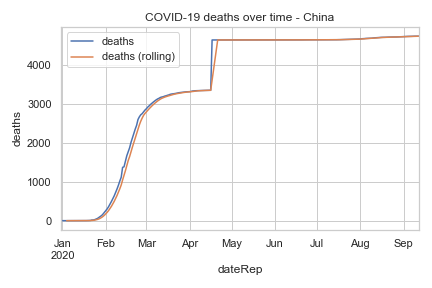 COVID-19 deaths over time - China
deaths
deaths (rolling)
4000
3000
2000
1000
0
deaths
Jan Feb Mar Apr May Jun Jul Aug Sep
2020
dateRep